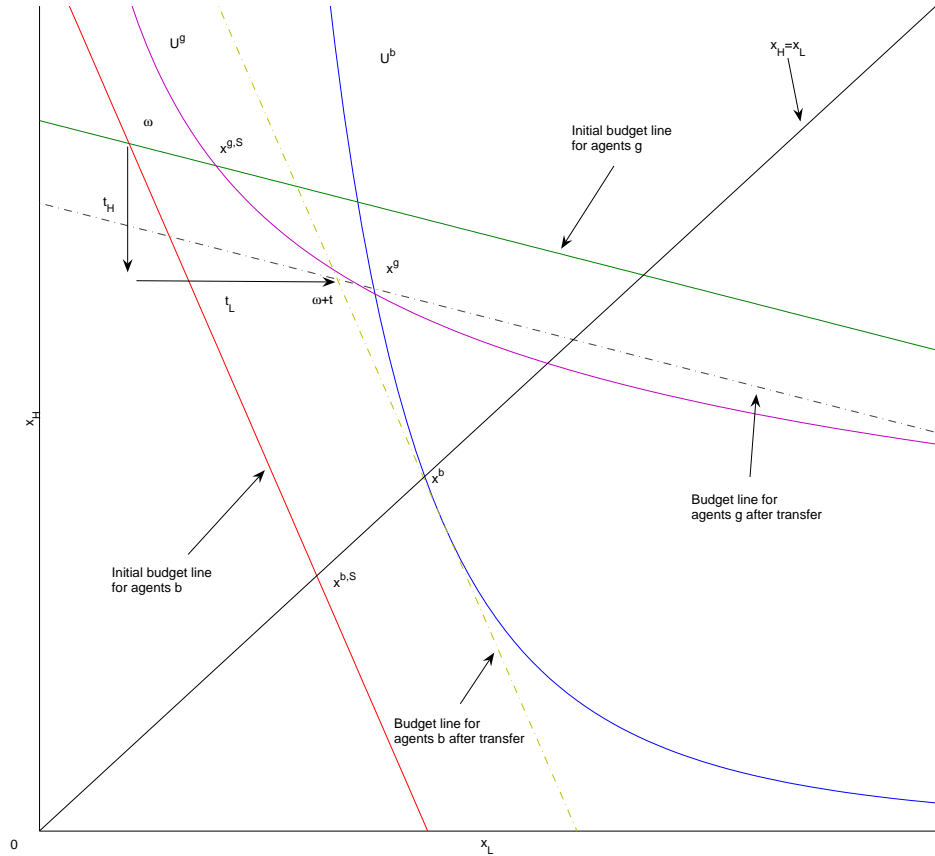 U^g
U^b
x_H=x_L
ω
x^{g,S}
Initial budget line
for agents g
t_H
x^g
t_L
ω+t
x_H
x^b
Budget line for
agents g after transfer
Initial budget line
for agents b
x^{b,S}
Budget line for
agents b after transfer
0
x_L